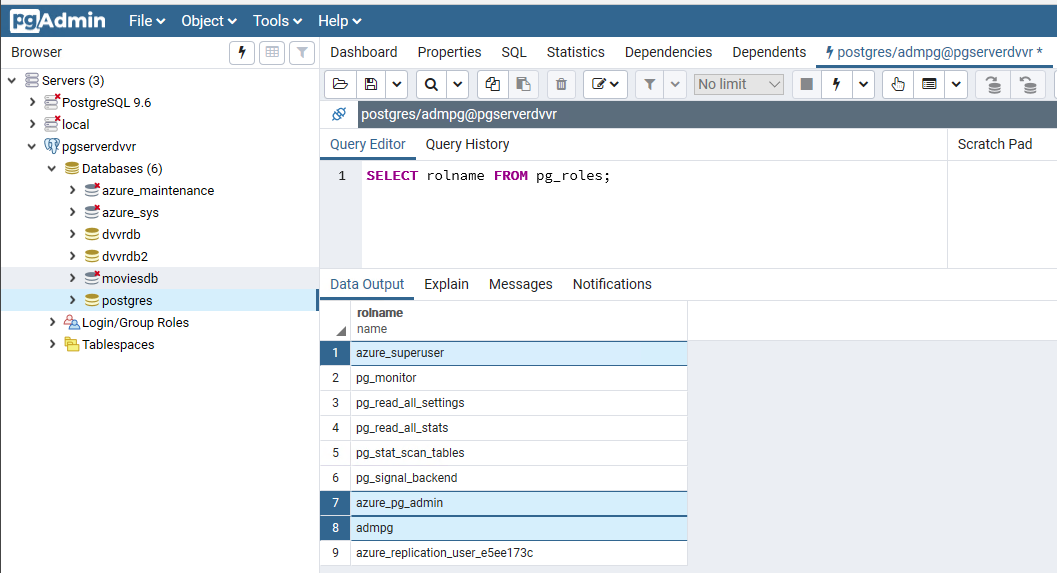 pgAdmin File Object Tools Help
Browser
Dashboard Properties SQL Statistics Dependencies Dependents postgres/admpg@pgserverdvvr *
No limit
Servers (3)
PostgreSQL 9.6
local
pgserverdvvr
Databases (6)
azure_maintenance
azure_sys
dvvrdb
dvvrdb2
moviesdb
postgres
Login/Group Roles
Tablespaces
postgres/admpg@pgserverdvvr
Query Editor Query History Scratch Pad
1 SELECT rolname FROM pg_roles;
Data Output Explain Messages Notifications
rolname
name
1 azure_superuser
2 pg_monitor
3 pg_read_all_settings
4 pg_read_all_stats
5 pg_stat_scan_tables
6 pg_signal_backend
7 azure_pg_admin
8 admpg
9 azure_replication_user_e5ee173c